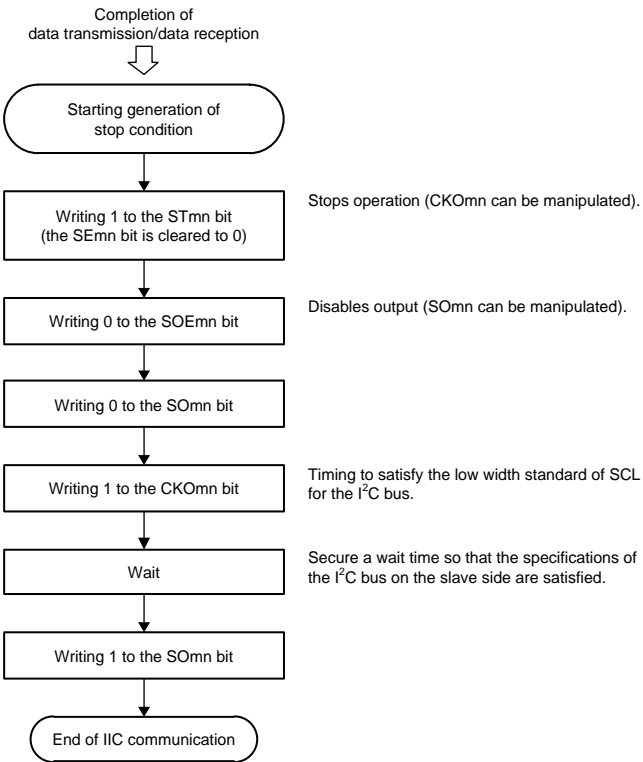 Completion of
data transmission/data reception
Starting generation of
stop condition
Writing 1 to the STmn bit
(the SEmn bit is cleared to 0)
Stops operation (CKOmn can be manipulated).
Writing 0 to the SOEmn bit
Disables output (SOmn can be manipulated).
Writing 0 to the SOmn bit
Writing 1 to the CKOmn bit
Timing to satisfy the low width standard of SCL
for the I²C bus.
Wait
Secure a wait time so that the specifications of
the I²C bus on the slave side are satisfied.
Writing 1 to the SOmn bit
End of IIC communication